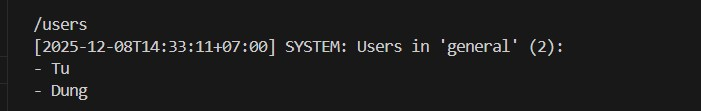 /users
[2025-12-08T14:33:11+07:00] SYSTEM: Users in 'general' (2):
- Tu
- Dung